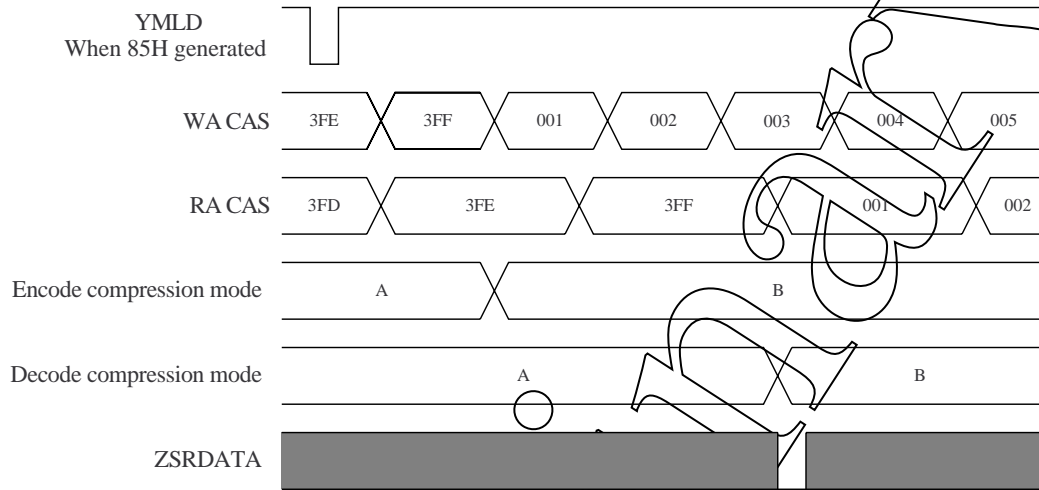 YMLD
When 85H generated
WA CAS 3FE 3FF 001 002 003 004 005
RA CAS 3FD 3FE 3FF 001 002
Encode compression mode A B
Decode compression mode A B
ZSRDATA